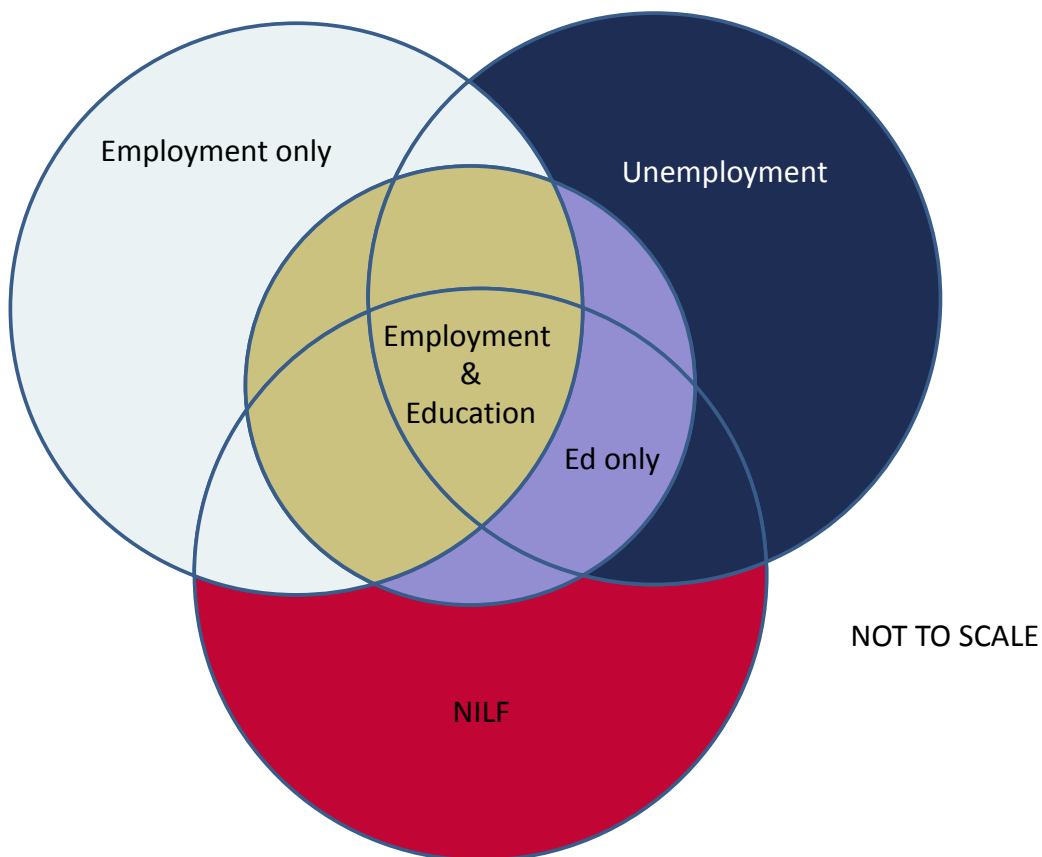 Employment only
Unemployment
Employment
&
Education
Ed only
NOT TO SCALE
NILF